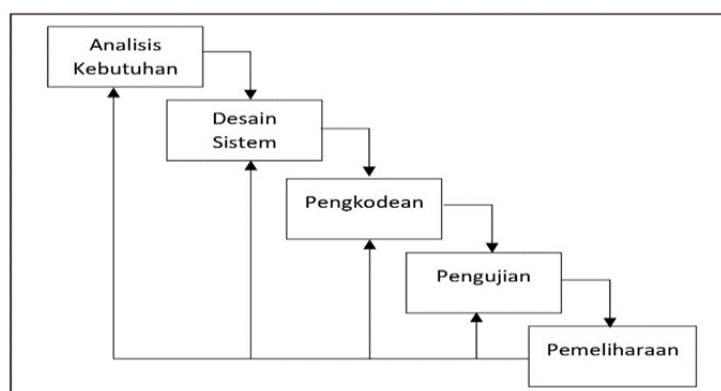 Analisis
Kebutuhan
Desain
Sistem
Pengkodean
Pengujian
Pemeliharaan